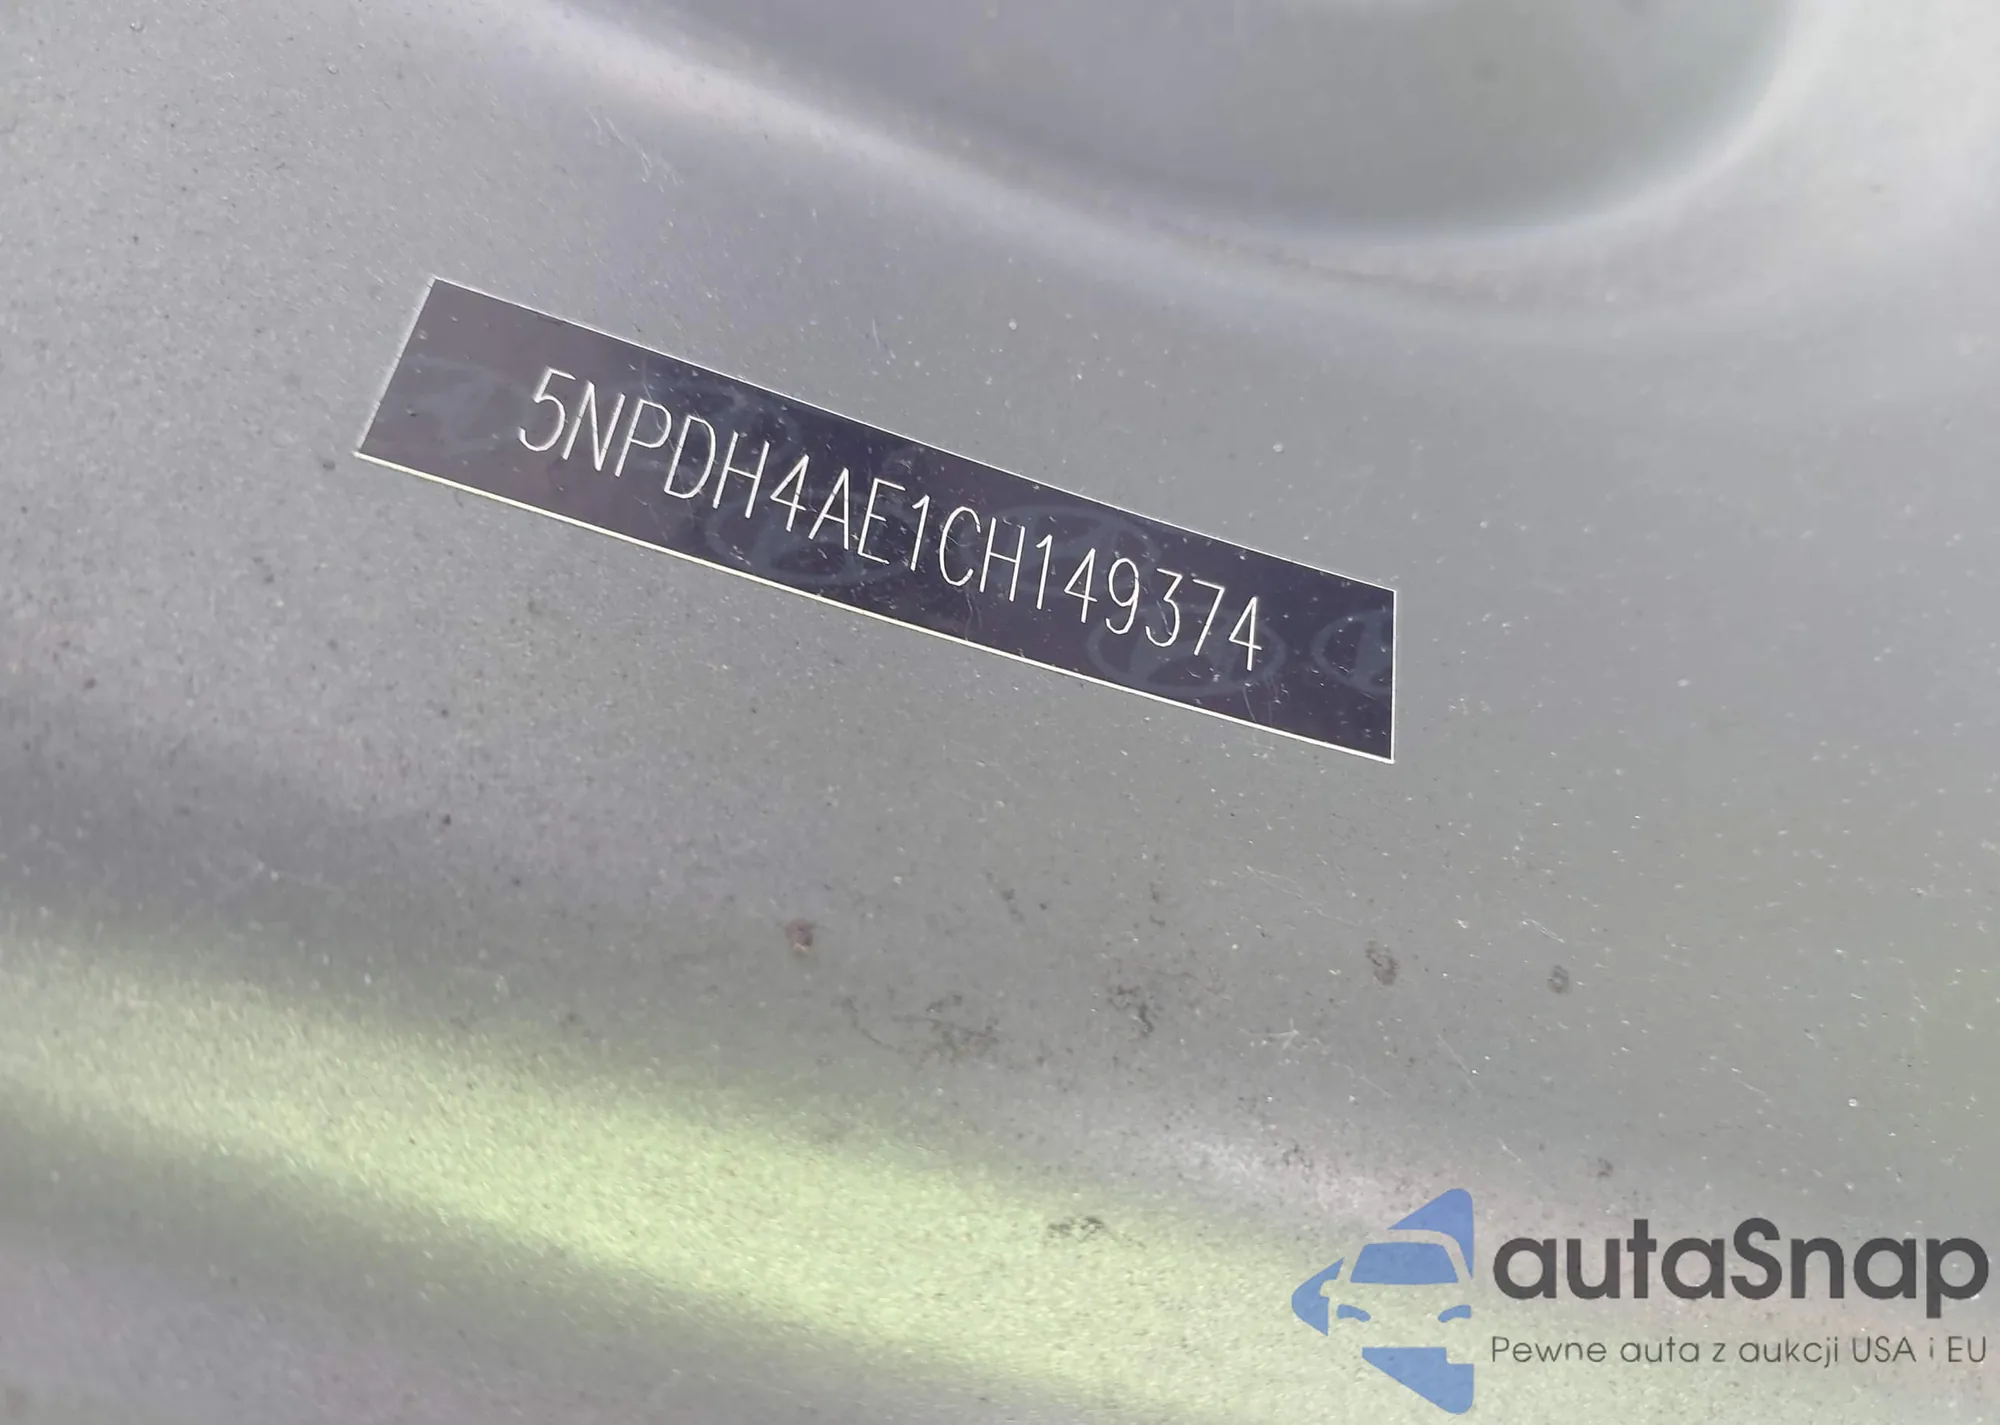 5NPDH4AE1CH149374
autaSnap
Pewne auta z aukcji USA i EU